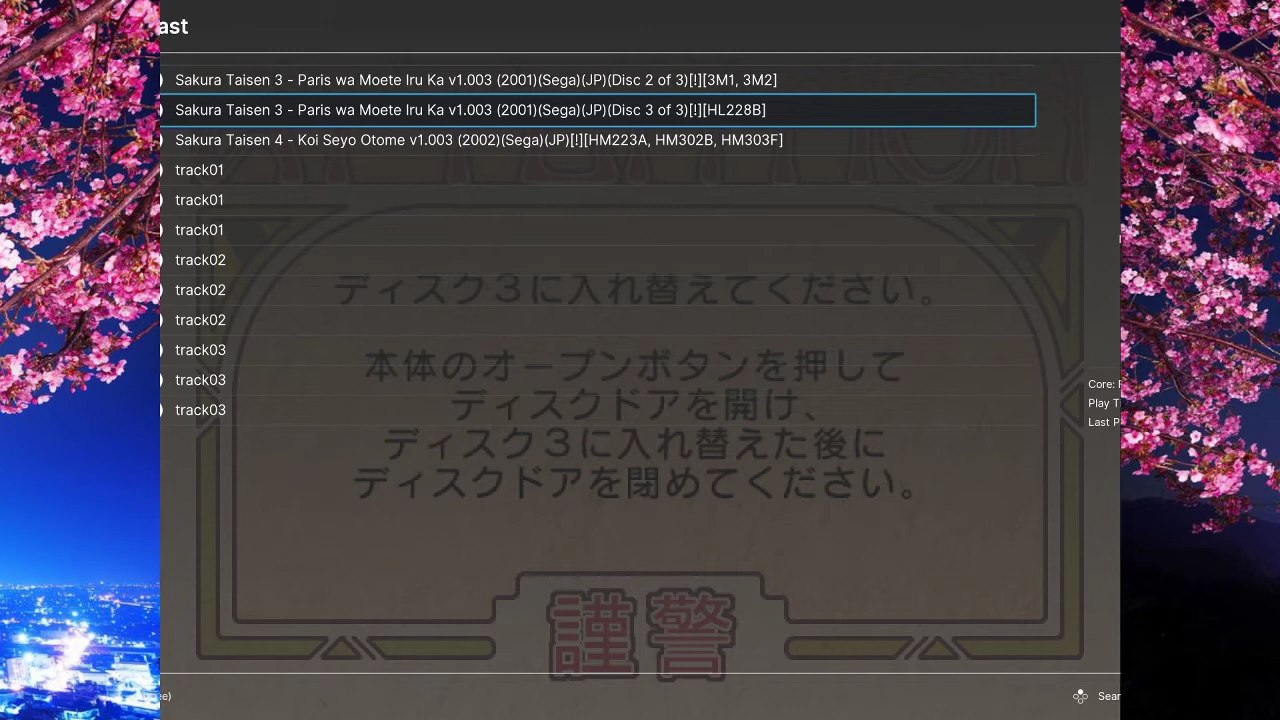 ast
Sakura Taisen 3 - Paris wa Moete Iru Ka v1.003 (2001)(Sega)(JP)(Disc 2 of 3)[!][3M1, 3M2]
Sakura Taisen 3 - Paris wa Moete Iru Ka v1.003 (2001)(Sega)(JP)(Disc 3 of 3)[!][HL228B]
Sakura Taisen 4 - Koi Seyo Otome v1.003 (2002)(Sega)(JP)[!][HM223A, HM302B, HM303F]
track01
track01
track01
track02
track02
track02
track03
track03
track03
ディスク3に入れ替えてください。
本体のオープンボタンを押して
ディスクドアを開け、
ディスク3に入れ替えた後に
ディスクドアを閉めてください。
謹警
Core:
Play T
Last P
e)
Sear